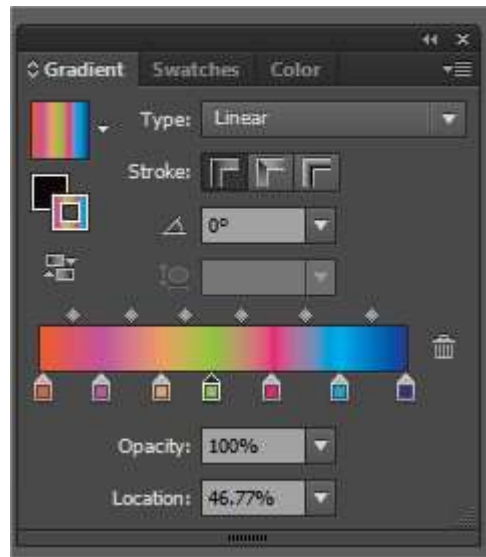 Gradient Swatches Color
Type: Linear
Stroke:
0°
Opacity: 100%
Location: 46.77%